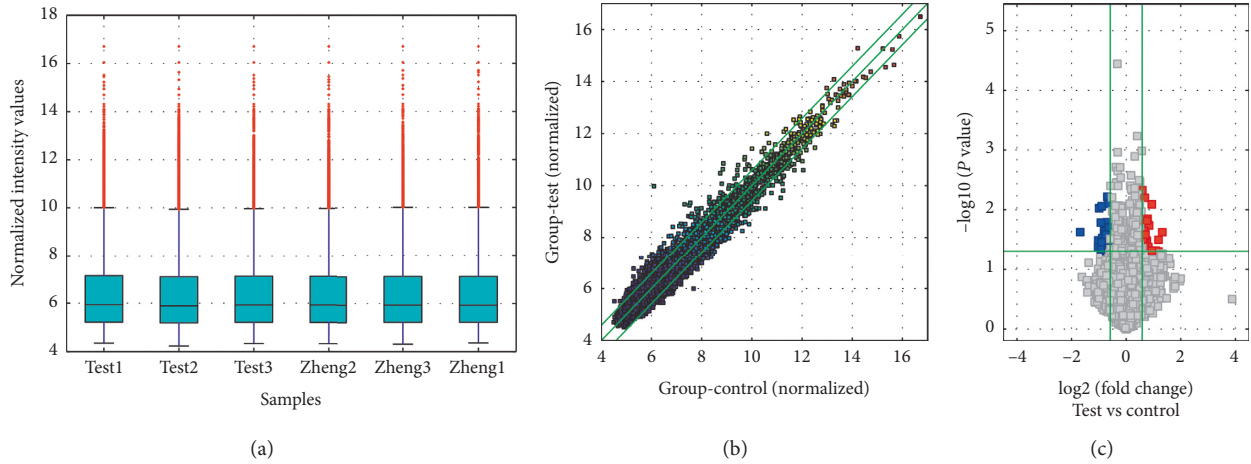 Normalized intensity values
18
16
14
12
10
8
6
4
Test1 Test2 Test3 Zheng2 Zheng3 Zheng1
Samples
(a)
Group-test (normalized)
16
14
12
10
8
6
4
4 6 8 10 12 14 16
Group-control (normalized)
(b)
−log10 (P value)
5
4
3
2
1
0
−4 −2 0 2 4
log2 (fold change)
Test vs control
(c)